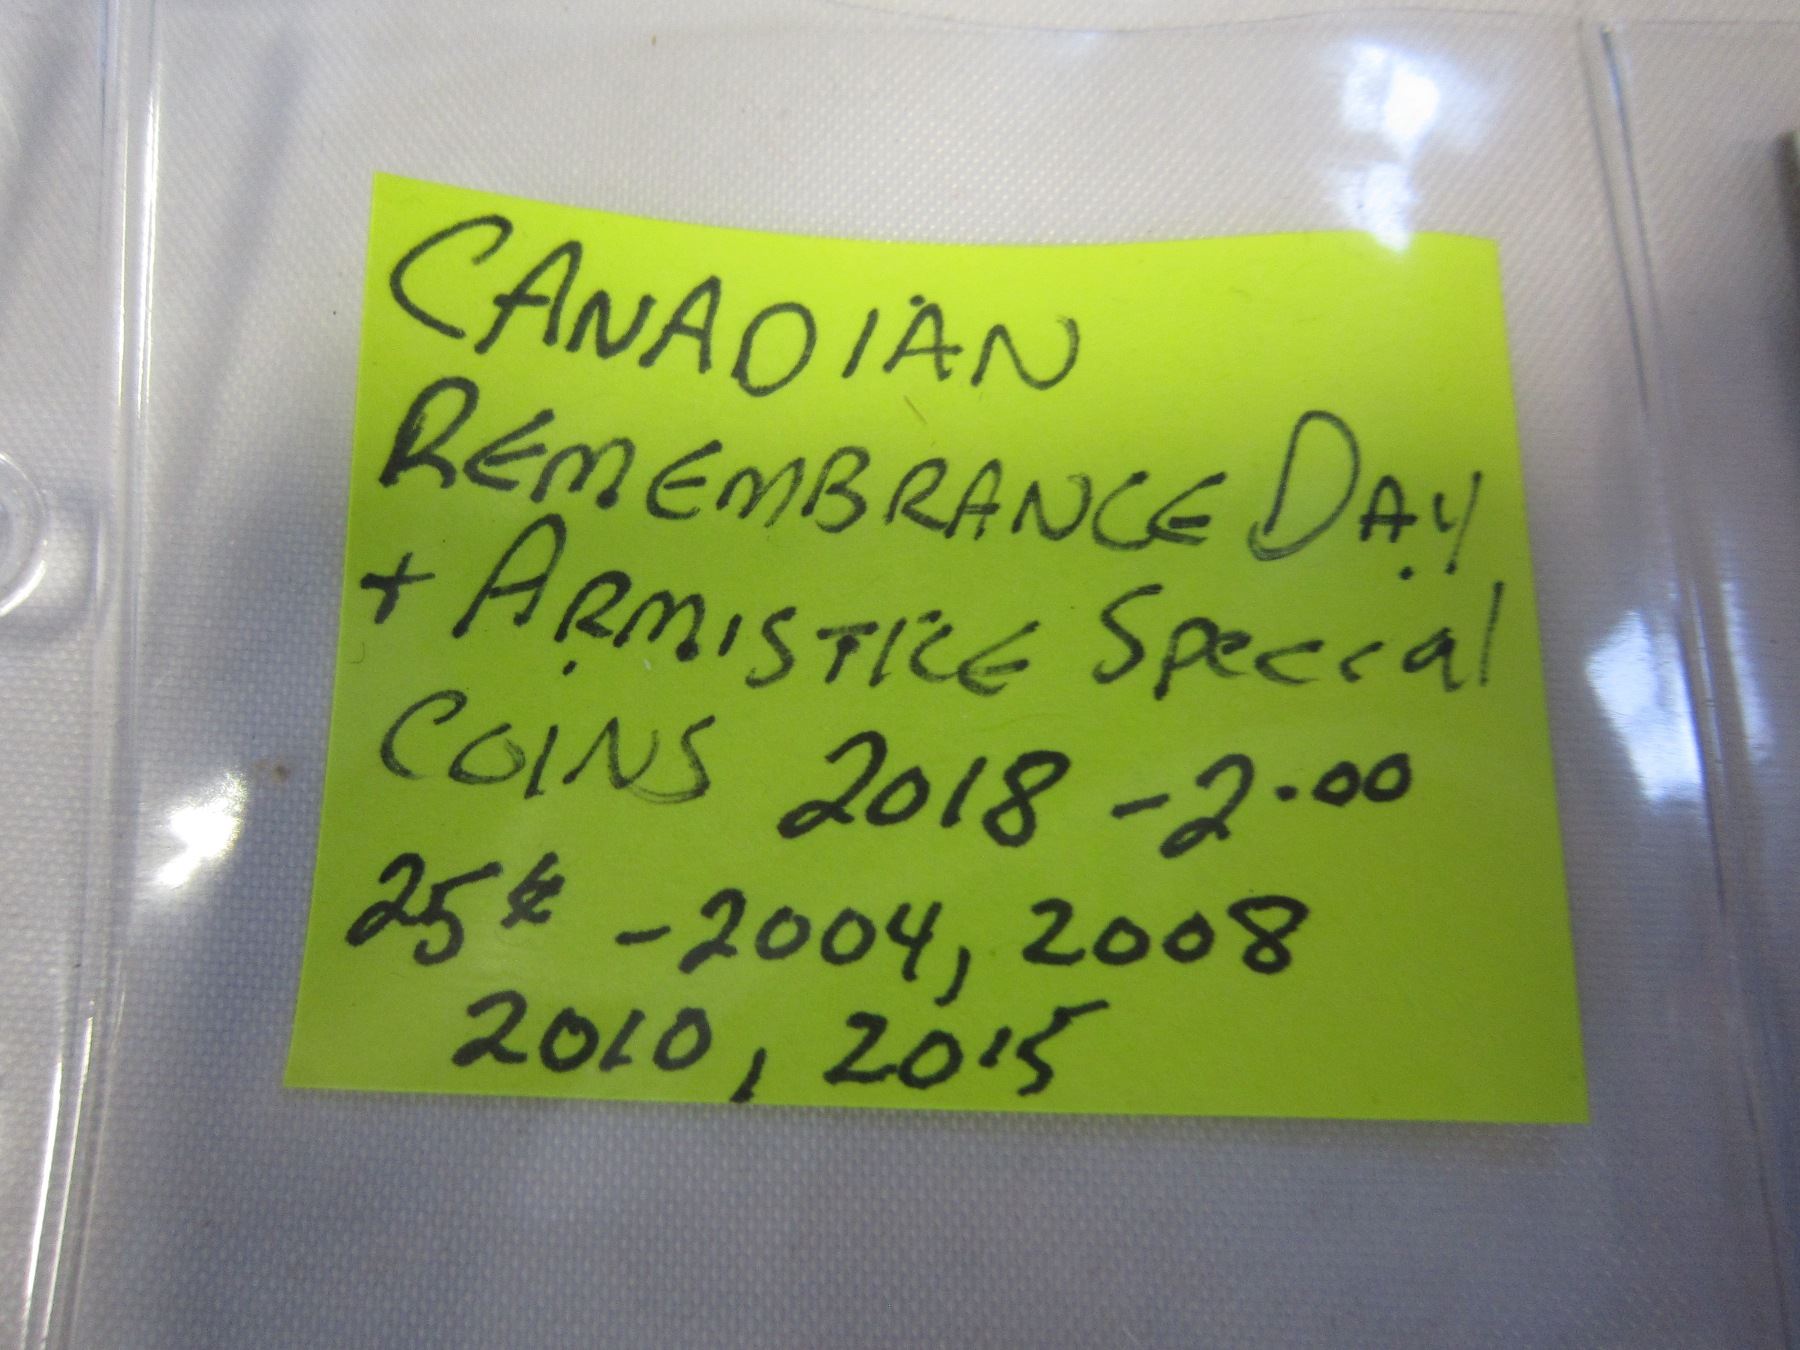 CANADIAN
REMEMBRANCE DAY
+ ARMISTICE Special
COINS 2018 - 2.00
25¢ - 2004, 2008
2010, 2015